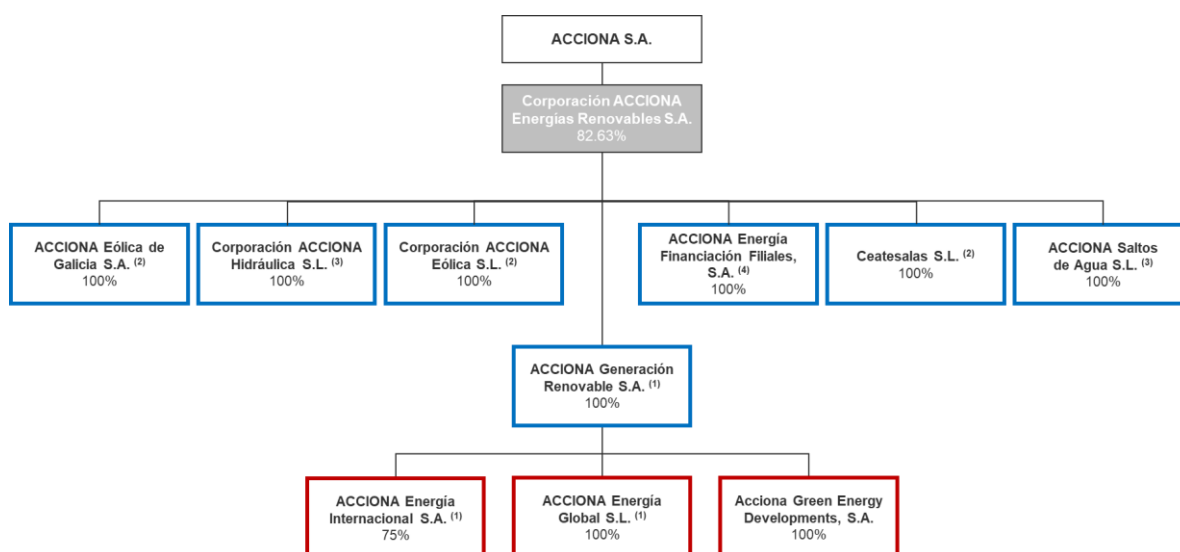 ACCIONA S.A.
Corporación ACCIONA
Energías Renovables S.A.
82.63%
ACCIONA Eólica de
Galicia S.A. (2)
100%
Corporación ACCIONA
Hidráulica S.L. (3)
100%
Corporación ACCIONA
Eólica S.L. (2)
100%
ACCIONA Energía
Financiación Filiales,
S.A. (4)
100%
Ceatesalas S.L. (2)
100%
ACCIONA Saltos
de Agua S.L. (3)
100%
ACCIONA Generación
Renovable S.A. (1)
100%
ACCIONA Energía
Internacional S.A. (1)
75%
ACCIONA Energía
Global S.L. (1)
100%
Acciona Green Energy
Developments, S.A.
100%